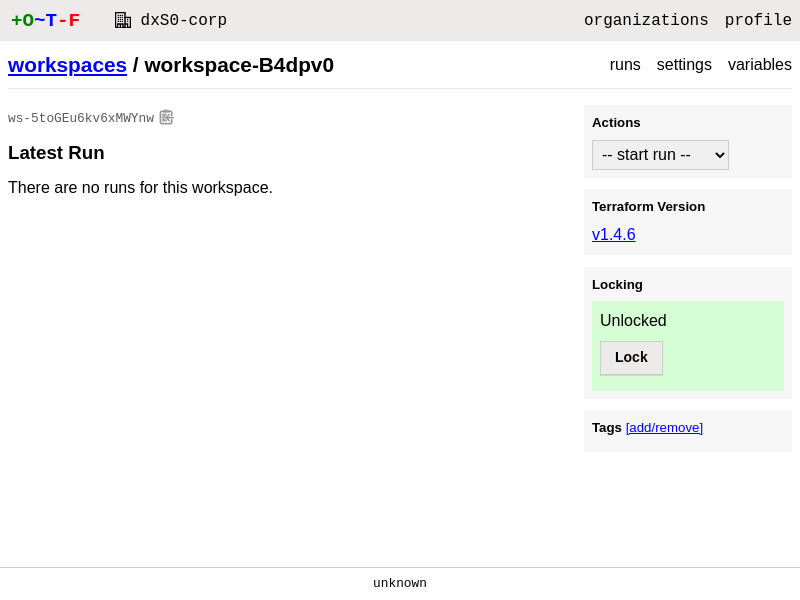 +O~T-F dxS0-corp organizations profile
workspaces / workspace-B4dpv0 runs settings variables
ws-5toGEu6kv6xMWYnw
Latest Run
There are no runs for this workspace.
Actions
-- start run --
Terraform Version
v1.4.6
Locking
Unlocked
Lock
Tags [add/remove]
unknown